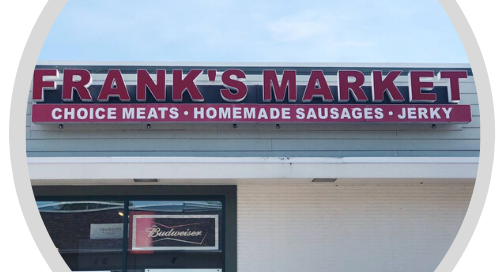 FRANK'S MARKET
CHOICE MEATS • HOMEMADE SAUSAGES • JERKY
Budweiser